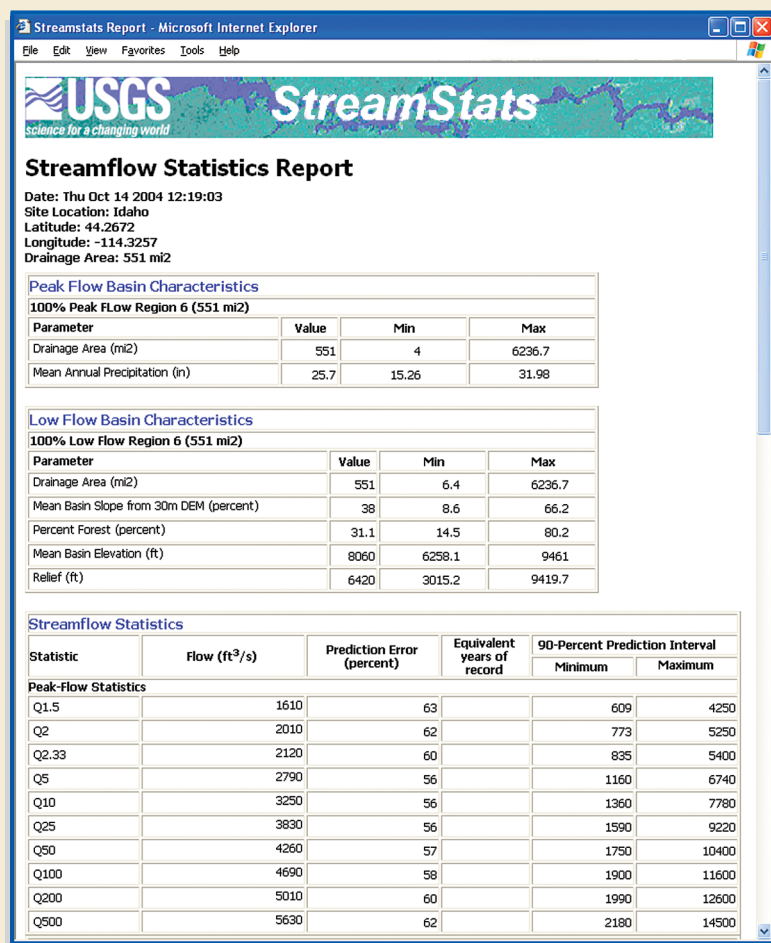 Streamstats Report - Microsoft Internet Explorer
File Edit View Favorites Tools Help
USGS
science for a changing world
StreamStats
Streamflow Statistics Report
Date: Thu Oct 14 2004 12:19:03
Site Location: Idaho
Latitude: 44.2672
Longitude: -114.3257
Drainage Area: 551 mi2
Peak Flow Basin Characteristics
100% Peak FLow Region 6 (551 mi2)
Parameter Value Min Max
Drainage Area (mi2) 551 4 6236.7
Mean Annual Precipitation (in) 25.7 15.26 31.98
Low Flow Basin Characteristics
100% Low Flow Region 6 (551 mi2)
Parameter Value Min Max
Drainage Area (mi2) 551 6.4 6236.7
Mean Basin Slope from 30m DEM (percent) 38 8.6 66.2
Percent Forest (percent) 31.1 14.5 80.2
Mean Basin Elevation (ft) 8060 6258.1 9461
Relief (ft) 6420 3015.2 9419.7
Streamflow Statistics
Statistic Flow (ft³/s) Prediction Error (percent) Equivalent years of record 90-Percent Prediction Interval
Minimum Maximum
Peak-Flow Statistics
Q1.5 1610 63 609 4250
Q2 2010 62 773 5250
Q2.33 2120 60 835 5400
Q5 2790 56 1160 6740
Q10 3250 56 1360 7780
Q25 3830 56 1590 9220
Q50 4260 57 1750 10400
Q100 4690 58 1900 11600
Q200 5010 60 1990 12600
Q500 5630 62 2180 14500